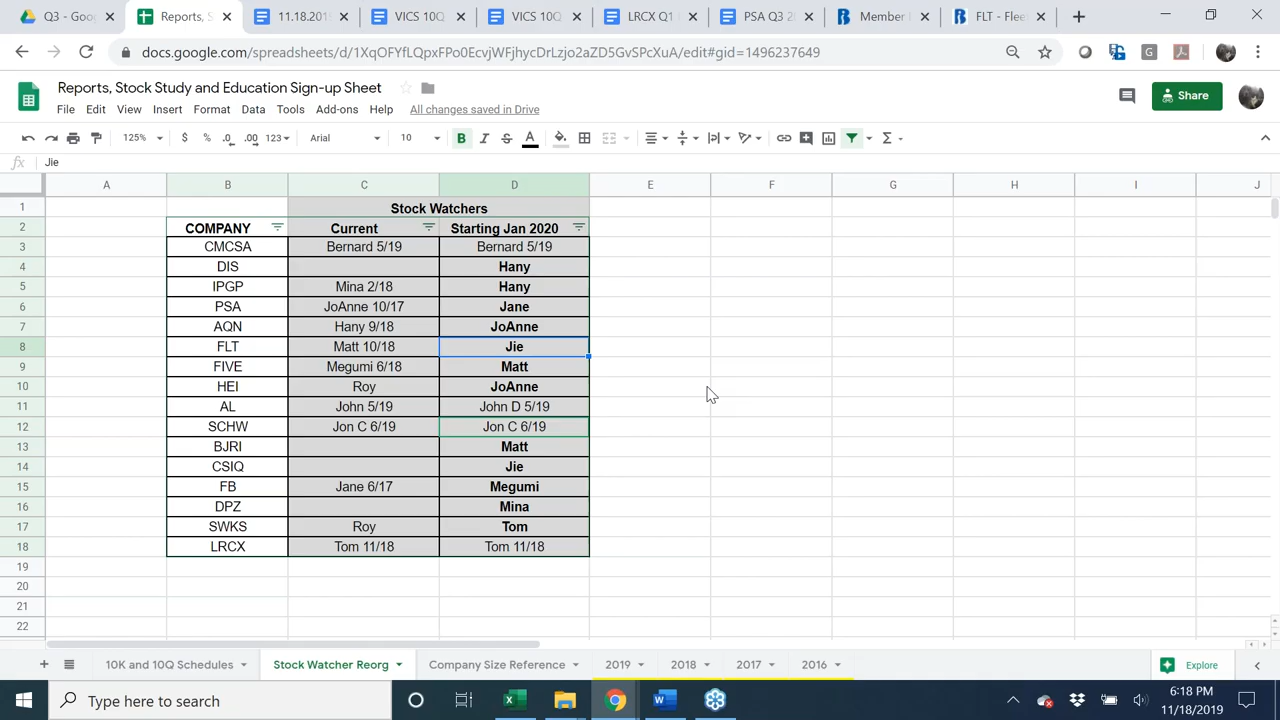 Q3 - Goo
Reports, S
11.18.201
VICS 10Q
VICS 10Q
LRCX Q1
PSA Q3 2
Member
FLT - Flee
docs.google.com/spreadsheets/d/1XqOFYfLQpxFPo0EcvjWFjhycDrLzjo2aZD5GvSPcXuA/edit#gid=1496237649
Reports, Stock Study and Education Sign-up Sheet
Share
File Edit View Insert Format Data Tools Add-ons Help All changes saved in Drive
125% $ % .0 .00 123 Arial 10 B I S A
fx Jie
A B C D E F G H I J
1 Stock Watchers
2 COMPANY Current Starting Jan 2020
3 CMCSA Bernard 5/19 Bernard 5/19
4 DIS Hany
5 IPGP Mina 2/18 Hany
6 PSA JoAnne 10/17 Jane
7 AQN Hany 9/18 JoAnne
8 FLT Matt 10/18 Jie
9 FIVE Megumi 6/18 Matt
10 HEI Roy JoAnne
11 AL John 5/19 John D 5/19
12 SCHW Jon C 6/19 Jon C 6/19
13 BJRI Matt
14 CSIQ Jie
15 FB Jane 6/17 Megumi
16 DPZ Mina
17 SWKS Roy Tom
18 LRCX Tom 11/18 Tom 11/18
19
20
21
22
10K and 10Q Schedules Stock Watcher Reorg Company Size Reference 2019 2018 2017 2016 Explore
Type here to search
6:18 PM
11/18/2019